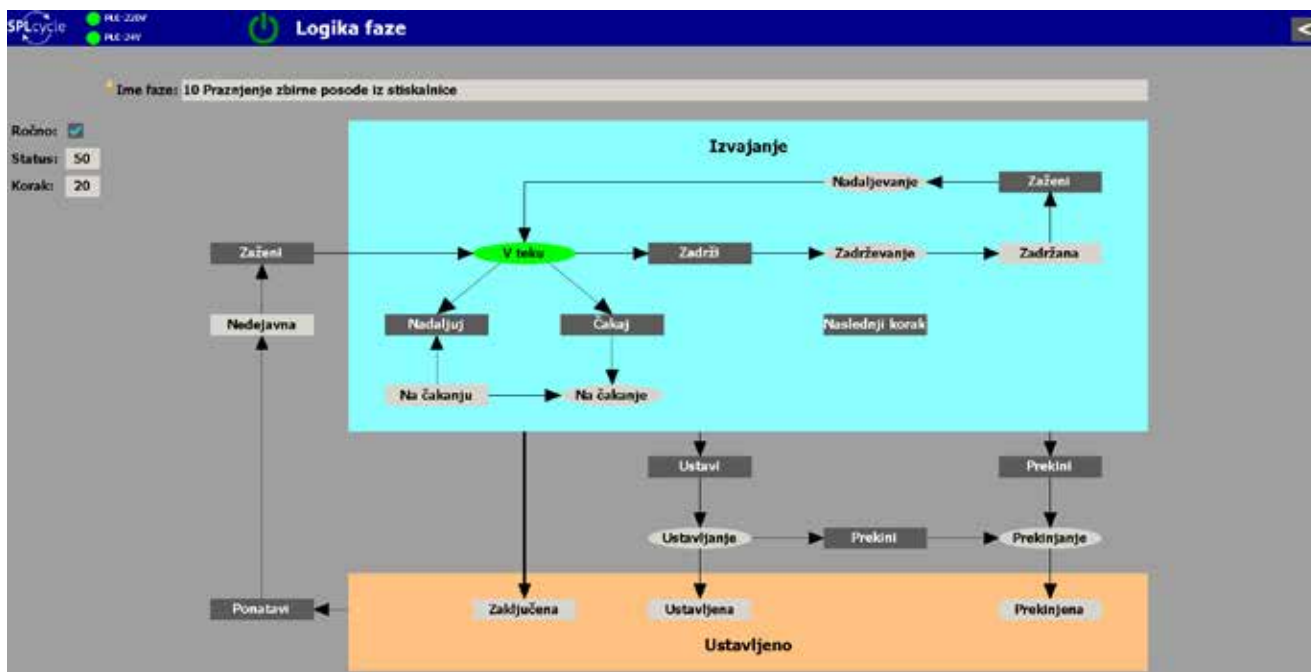 SPLcycle
PLC-220V
PLC-24V
Logika faze
<
Ime faze: 10 Praznjenje zbirne posode iz stiskalnice
Ročno:
Status: 50
Korak: 20
Izvajanje
Nadaljevanje
Zaženi
Zaženi
V teku
Zadrži
Zadrževanje
Zadržana
Nedejavna
Nadaljuj
Čakaj
Naslednji korak
Na čakanju
Na čakanje
Ustavi
Prekini
Ustavljanje
Prekini
Prekinjanje
Ponatavi
Zaključena
Ustavljena
Prekinjena
Ustavljeno